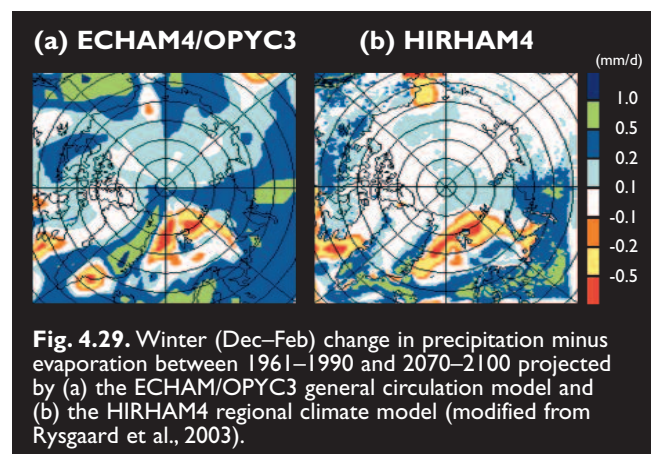 (a) ECHAM4/OPYC3 (b) HIRHAM4
(mm/d)
1.0
0.5
0.2
0.1
-0.1
-0.2
-0.5
Fig. 4.29. Winter (Dec–Feb) change in precipitation minus
evaporation between 1961–1990 and 2070–2100 projected
by (a) the ECHAM/OPYC3 general circulation model and
(b) the HIRHAM4 regional climate model (modified from
Rysgaard et al., 2003).